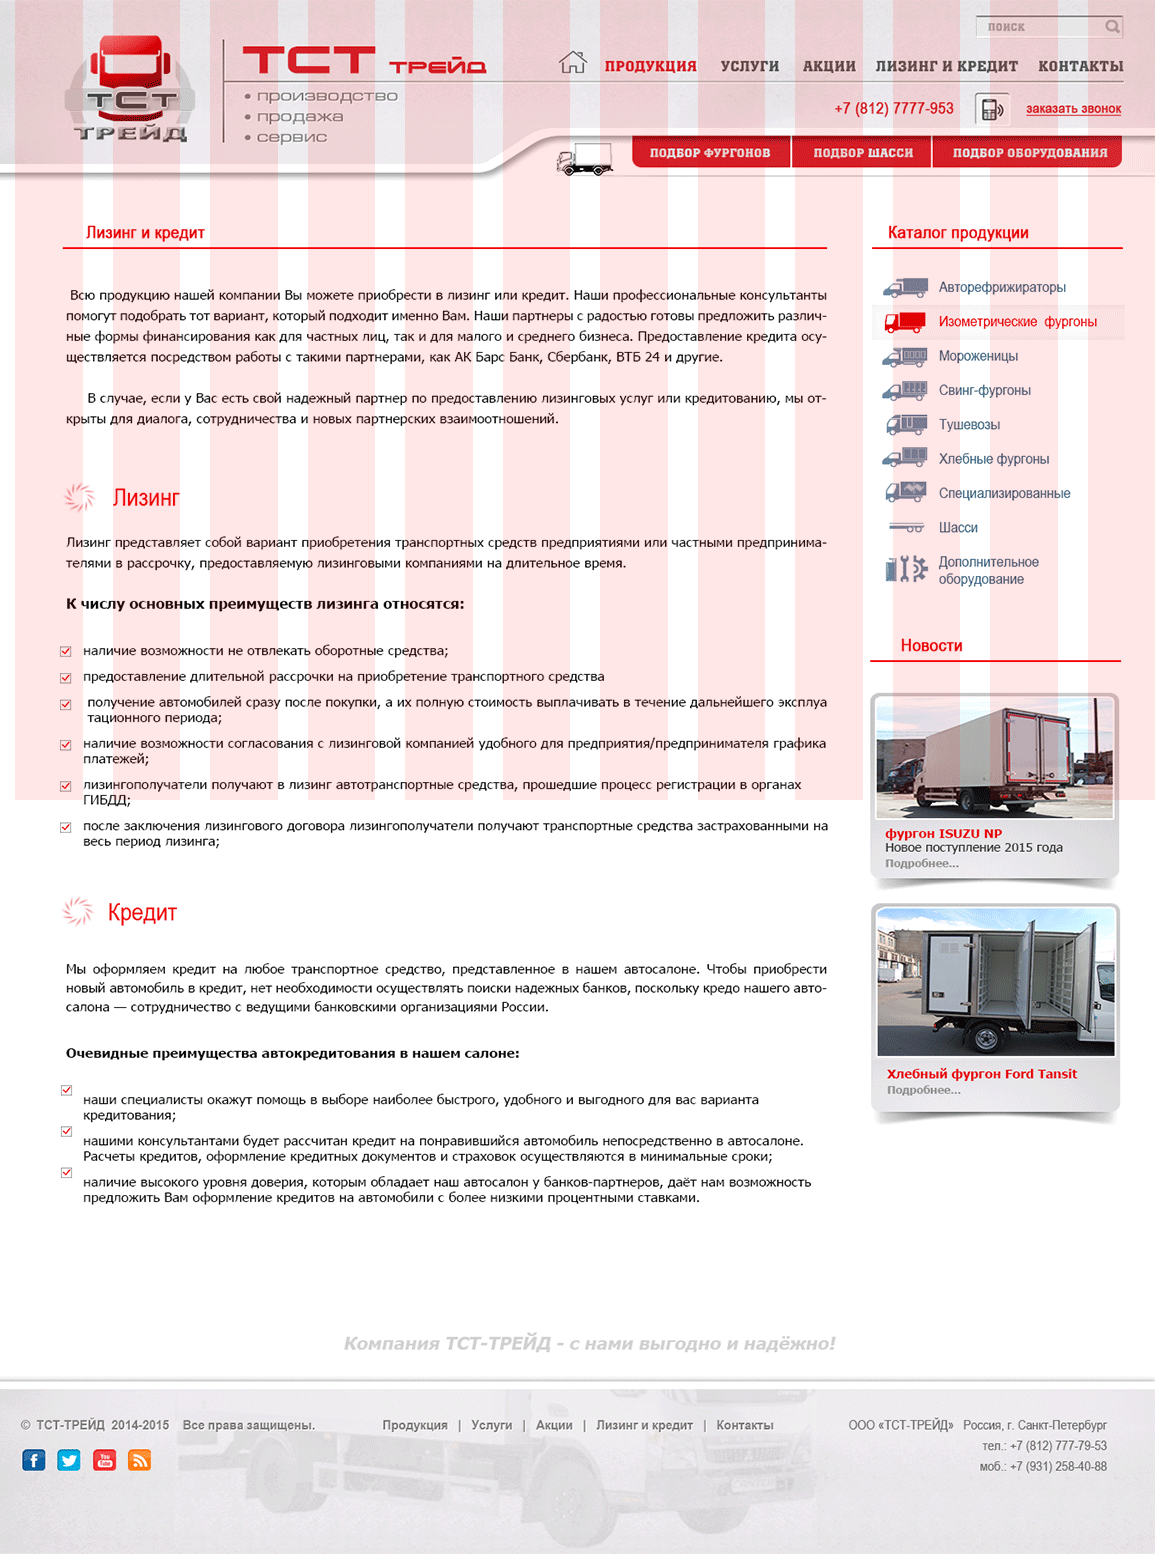 поиск
ТСТ трейд
ТСТ
ТРЕЙД
• производство
• продажа
• сервис
ПРОДУКЦИЯ УСЛУГИ АКЦИИ ЛИЗИНГ И КРЕДИТ КОНТАКТЫ
+7 (812) 7777-953 заказать звонок
ПОДБОР ФУРГОНОВ ПОДБОР ШАССИ ПОДБОР ОБОРУДОВАНИЯ
Лизинг и кредит
Всю продукцию нашей компании Вы можете приобрести в лизинг или кредит. Наши профессиональные консультанты
помогут подобрать тот вариант, который подходит именно Вам. Наши партнеры с радостью готовы предложить различ-
ные формы финансирования как для частных лиц, так и для малого и среднего бизнеса. Предоставление кредита осу-
ществляется посредством работы с такими партнерами, как АК Барс Банк, Сбербанк, ВТБ 24 и другие.
В случае, если у Вас есть свой надежный партнер по предоставлению лизинговых услуг или кредитованию, мы от-
крыты для диалога, сотрудничества и новых партнерских взаимоотношений.
Лизинг
Лизинг представляет собой вариант приобретения транспортных средств предприятиями или частными предпринима-
телями в рассрочку, предоставляемую лизинговыми компаниями на длительное время.
К числу основных преимуществ лизинга относятся:
наличие возможности не отвлекать оборотные средства;
предоставление длительной рассрочки на приобретение транспортного средства
получение автомобилей сразу после покупки, а их полную стоимость выплачивать в течение дальнейшего эксплуа
тационного периода;
наличие возможности согласования с лизинговой компанией удобного для предприятия/предпринимателя графика
платежей;
лизингополучатели получают в лизинг автотранспортные средства, прошедшие процесс регистрации в органах
ГИБДД;
после заключения лизингового договора лизингополучатели получают транспортные средства застрахованными на
весь период лизинга;
Кредит
Мы оформляем кредит на любое транспортное средство, представленное в нашем автосалоне. Чтобы приобрести
новый автомобиль в кредит, нет необходимости осуществлять поиски надежных банков, поскольку кредо нашего авто-
салона — сотрудничество с ведущими банковскими организациями России.
Очевидные преимущества автокредитования в нашем салоне:
наши специалисты окажут помощь в выборе наиболее быстрого, удобного и выгодного для вас варианта
кредитования;
нашими консультантами будет рассчитан кредит на понравившийся автомобиль непосредственно в автосалоне.
Расчеты кредитов, оформление кредитных документов и страховок осуществляются в минимальные сроки;
наличие высокого уровня доверия, которым обладает наш автосалон у банков-партнеров, даёт нам возможность
предложить Вам оформление кредитов на автомобили с более низкими процентными ставками.
Каталог продукции
Авторефрижираторы
Изометрические фургоны
Мороженицы
Свинг-фургоны
Тушевозы
Хлебные фургоны
Специализированные
Шасси
Дополнительное
оборудование
Новости
фургон ISUZU NP
Новое поступление 2015 года
Подробнее...
Хлебный фургон Ford Tansit
Подробнее...
Компания ТСТ-ТРЕЙД - с нами выгодно и надёжно!
© ТСТ-ТРЕЙД 2014-2015 Все права защищены.
Продукция | Услуги | Акции | Лизинг и кредит | Контакты
ООО «ТСТ-ТРЕЙД» Россия, г. Санкт-Петербург
тел.: +7 (812) 777-79-53
моб.: +7 (931) 258-40-88
You Tube